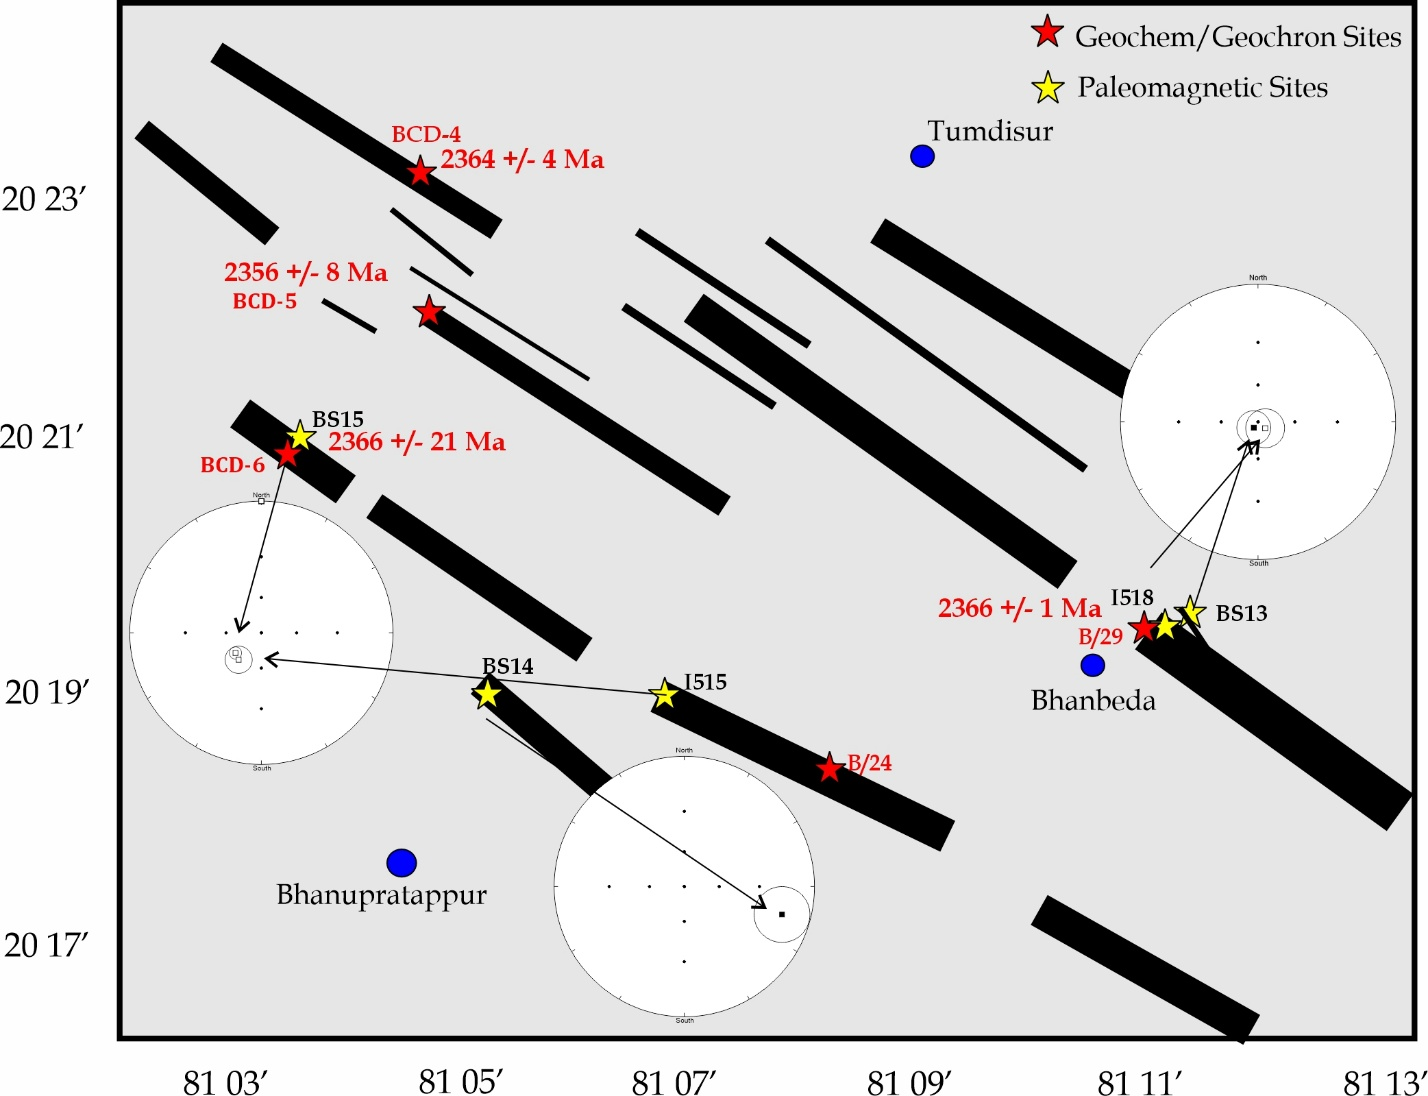 Geochem/Geochron Sites
Paleomagnetic Sites
Tumdisur
BCD-4
2364 +/- 4 Ma
20 23′
2356 +/- 8 Ma
BCD-5
North
BS15
20 21′
2366 +/- 21 Ma
BCD-6
North
South
I518
2366 +/- 1 Ma
BS13
B/29
BS14
I515
20 19′
Bhanbeda
North
B/24
South
Bhanupratappur
20 17′
South
81 03′
81 05′
81 07′
81 09′
81 11′
81 13′